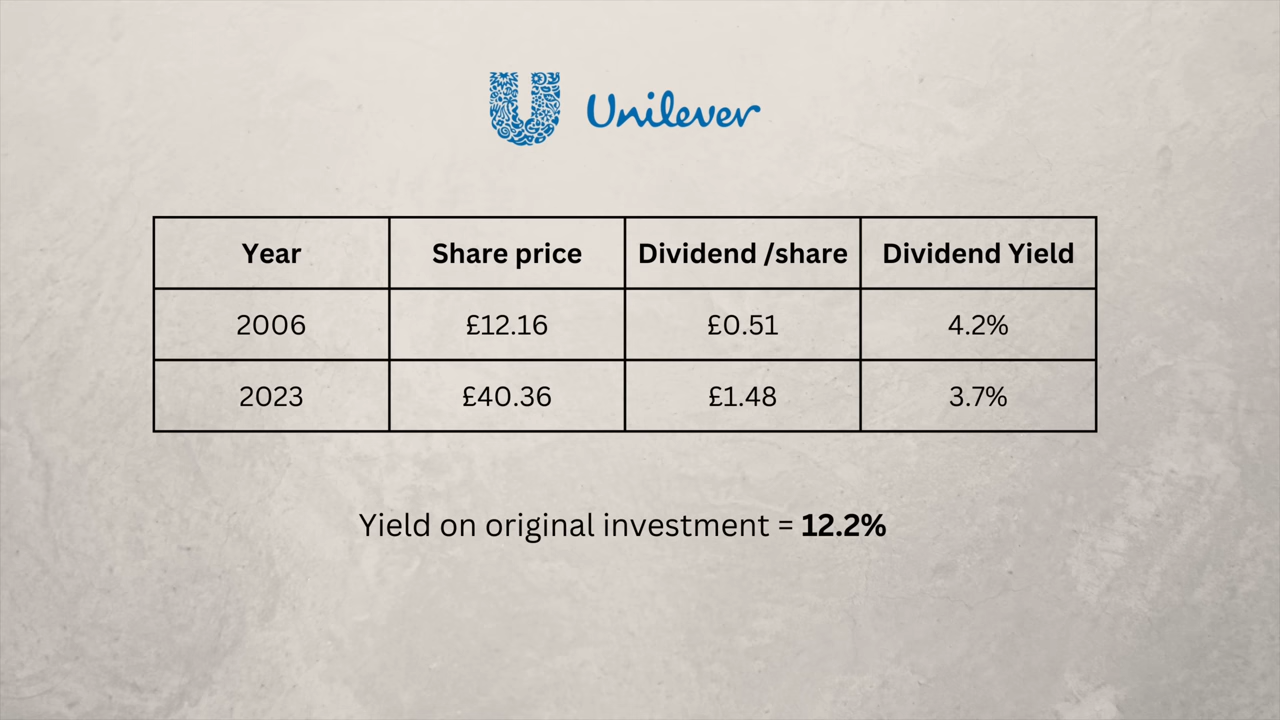 Unilever
Year Share price Dividend /share Dividend Yield
2006 £12.16 £0.51 4.2%
2023 £40.36 £1.48 3.7%
Yield on original investment = 12.2%